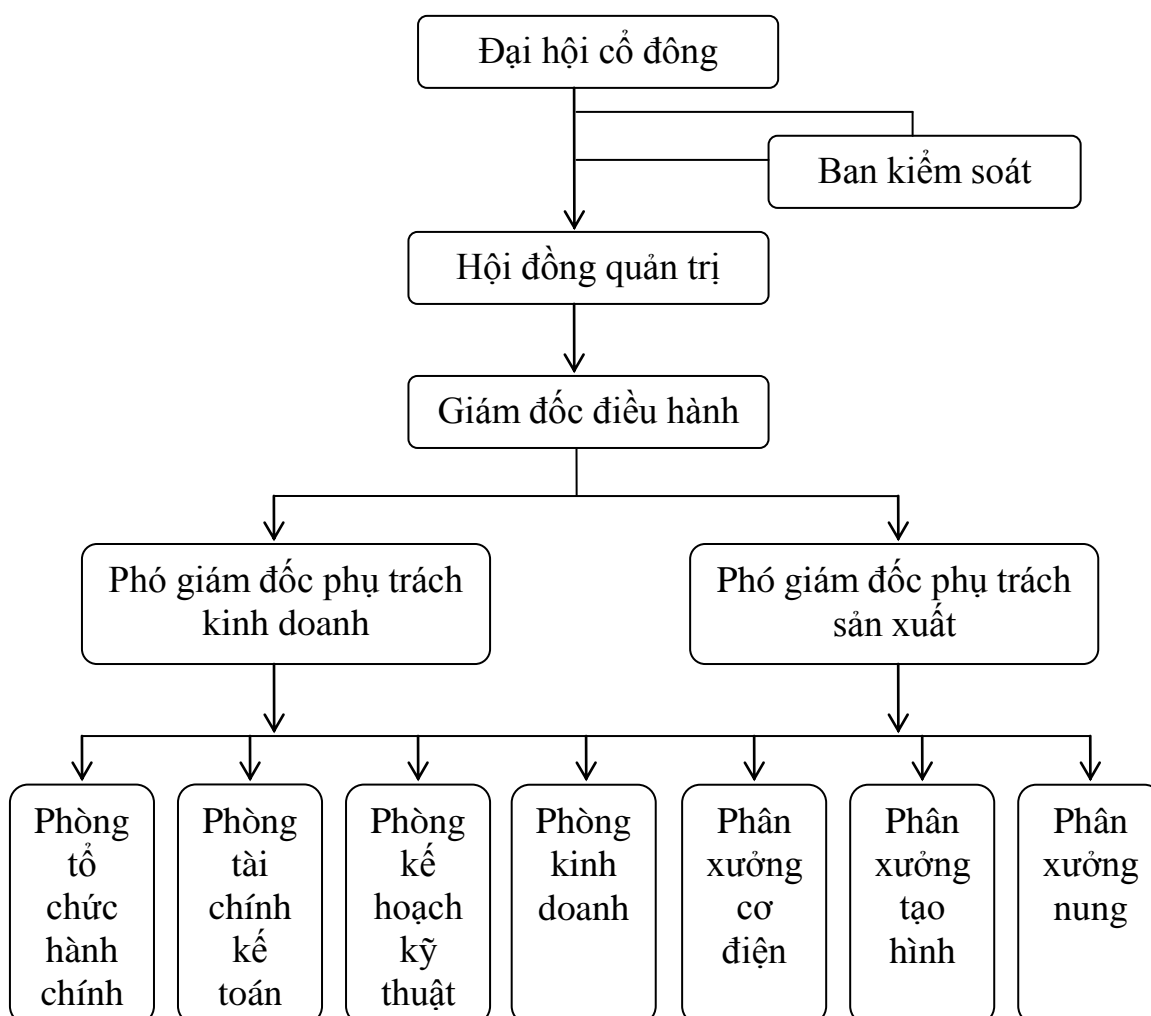 Đại hội cổ đông
Ban kiểm soát
Hội đồng quản trị
Giám đốc điều hành
Phó giám đốc phụ trách
kinh doanh
Phó giám đốc phụ trách
sản xuất
Phòng
tổ
chức
hành
chính
Phòng
tài
chính
kế
toán
Phòng
kế
hoạch
kỹ
thuật
Phòng
kinh
doanh
Phân
xưởng
cơ
điện
Phân
xưởng
tạo
hình
Phân
xưởng
nung